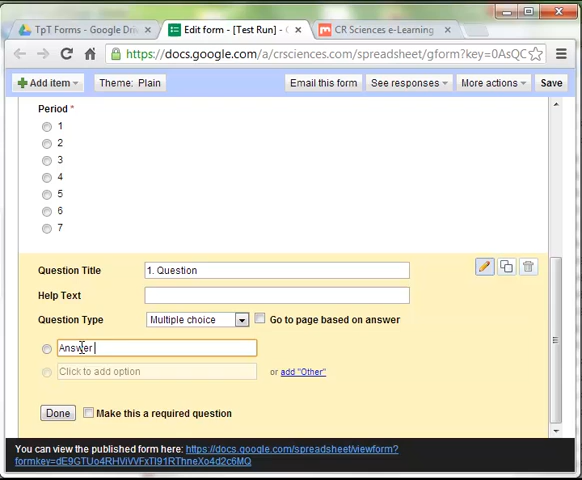 TpT Forms - Google Dri
Edit form - [Test Run] -
CR Sciences e-Learning
https://docs.google.com/a/crsciences.com/spreadsheet/gform?key=0AsQC
Add item
Theme: Plain
Email this form
See responses
More actions
Save
Period *
1
2
3
4
5
6
7
Question Title
1. Question
Help Text
Question Type
Multiple choice
Go to page based on answer
Answer
Click to add option
or add "Other"
Done
Make this a required question
You can view the published form here: https://docs.google.com/spreadsheet/viewform?
formkey=dE9GTUo4RHViVVFxTl91RThneXo4d2c6MQ